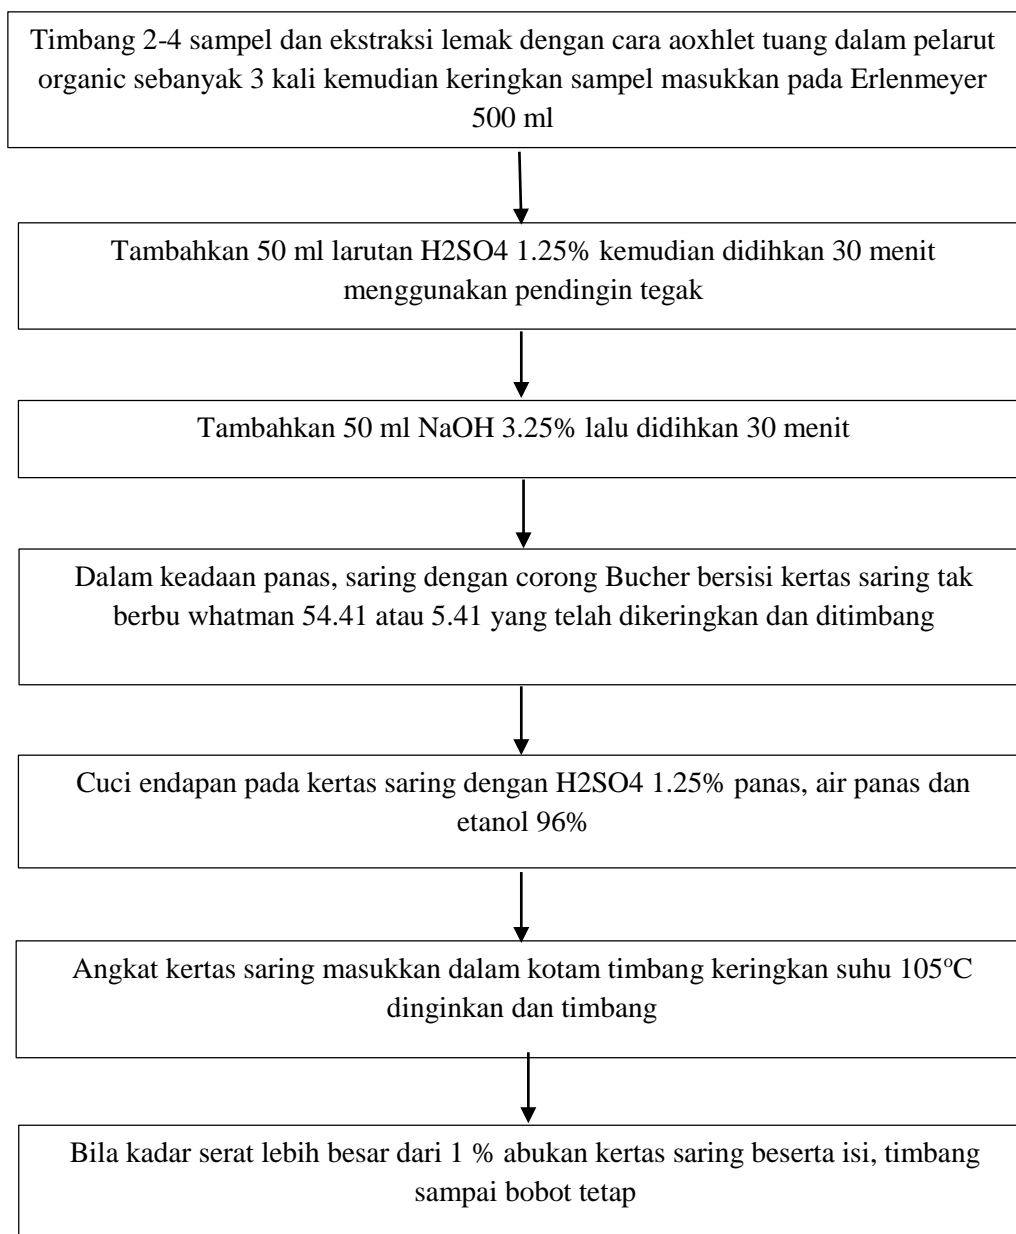 Timbang 2-4 sampel dan ekstraksi lemak dengan cara aoxhlet tuang dalam pelarut
organic sebanyak 3 kali kemudian keringkan sampel masukkan pada Erlenmeyer
500 ml
Tambahkan 50 ml larutan H2SO4 1.25% kemudian didihkan 30 menit
menggunakan pendingin tegak
Tambahkan 50 ml NaOH 3.25% lalu didihkan 30 menit
Dalam keadaan panas, saring dengan corong Bucher bersisi kertas saring tak
berbu whatman 54.41 atau 5.41 yang telah dikeringkan dan ditimbang
Cuci endapan pada kertas saring dengan H2SO4 1.25% panas, air panas dan
etanol 96%
Angkat kertas saring masukkan dalam kotam timbang keringkan suhu 105°C
dinginkan dan timbang
Bila kadar serat lebih besar dari 1 % abukan kertas saring beserta isi, timbang
sampai bobot tetap